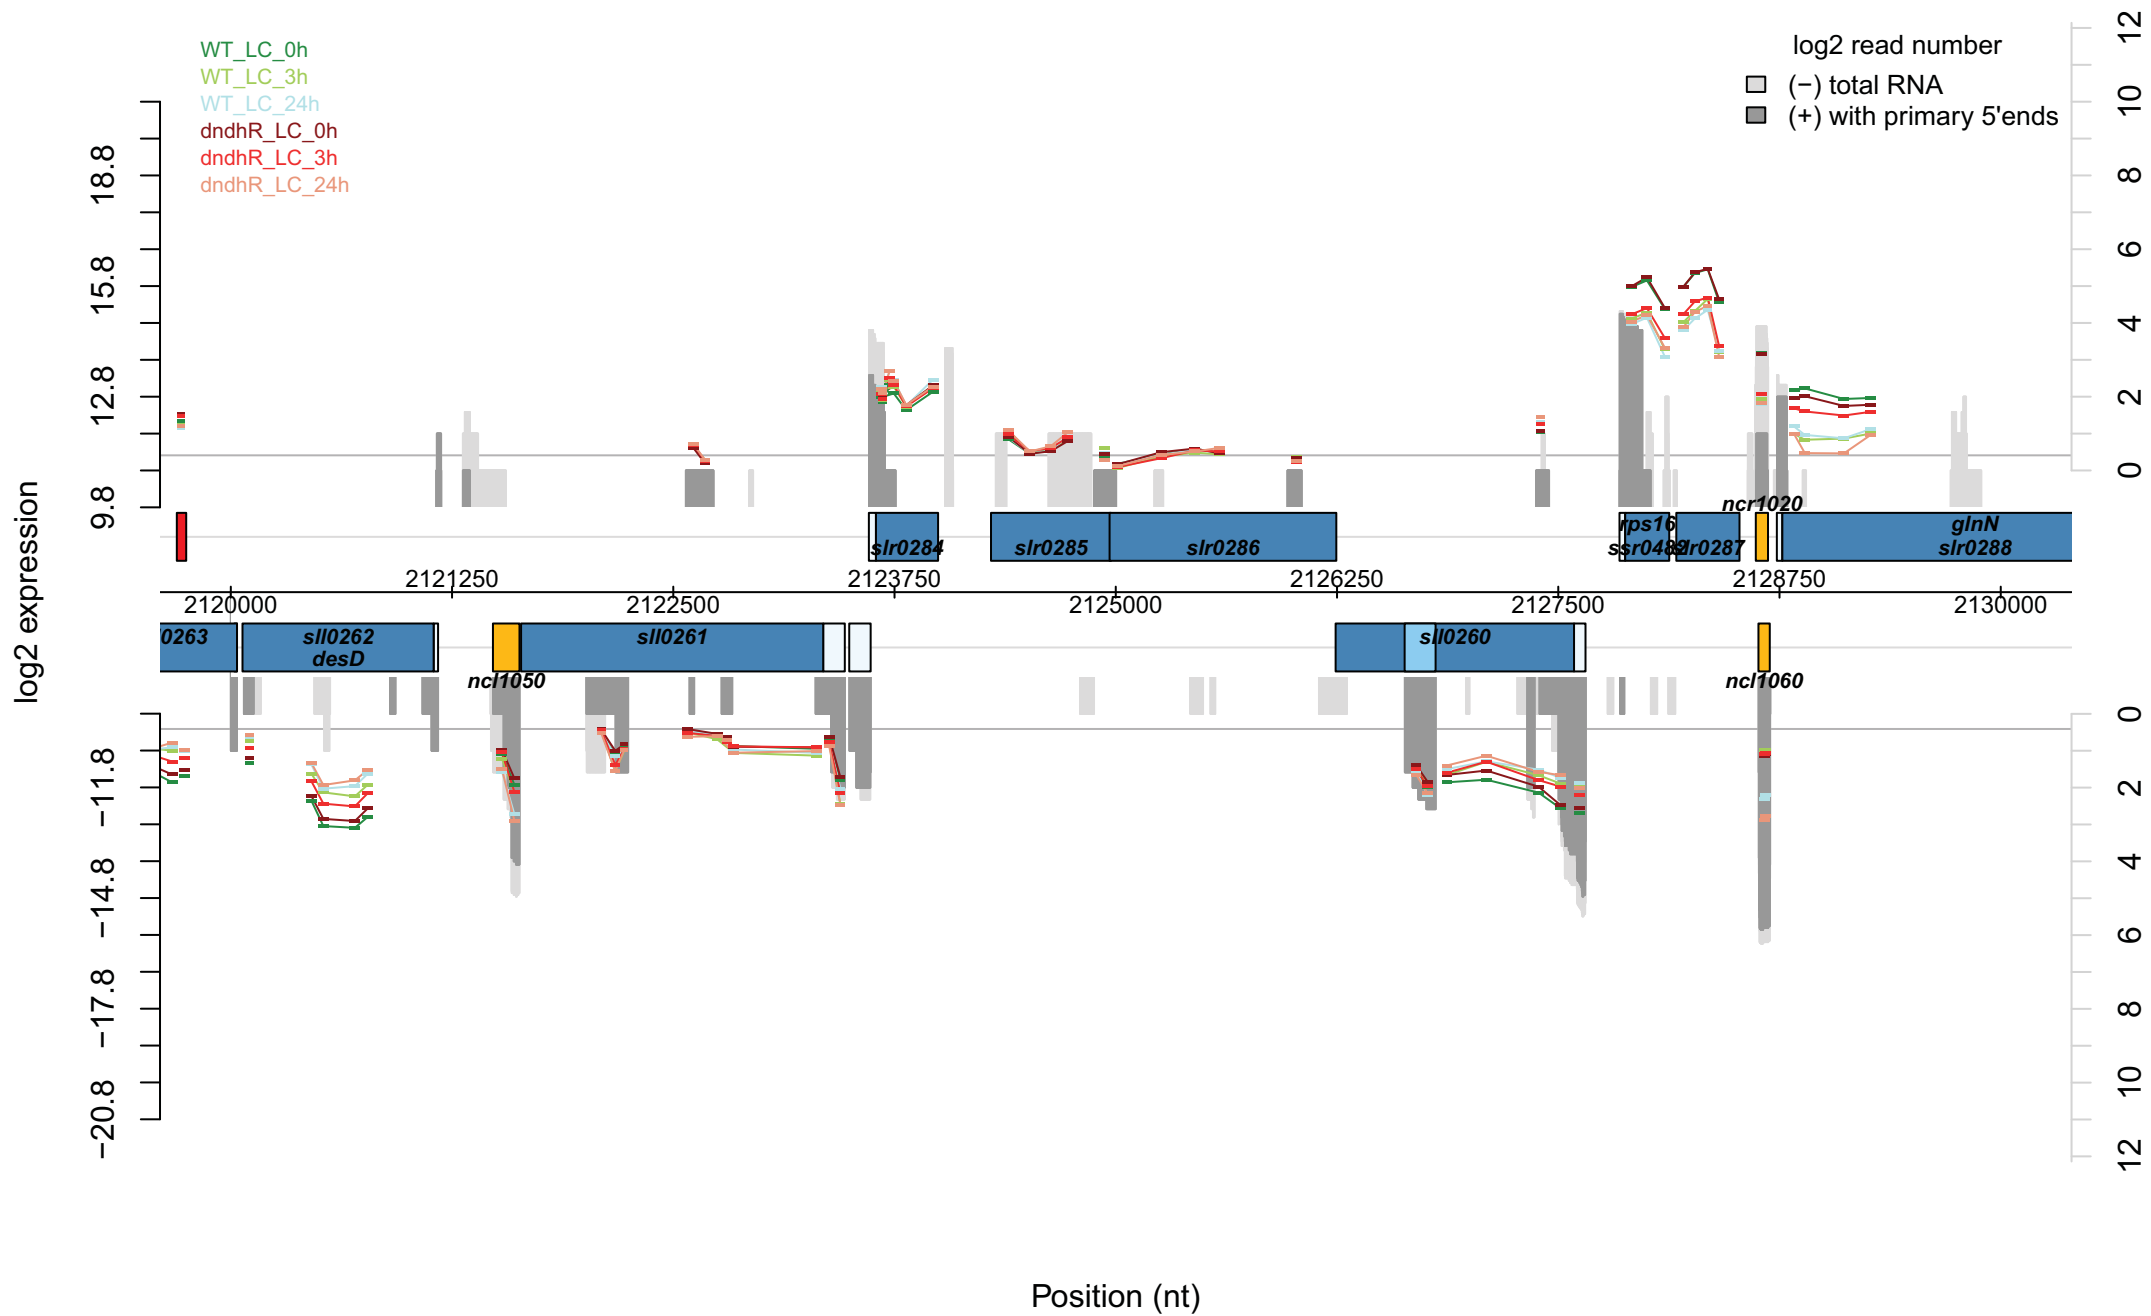 WT_LC_0h
WT_LC_3h
WT_LC_24h
dndhR_LC_0h
dndhR_LC_3h
dndhR_LC_24h
log2 read number
(−) total RNA
(+) with primary 5'ends
18.8
15.8
12.8
9.8
12
10
8
6
4
2
0
log2 expression
ncr1020
rps16
glnN
slr0284
slr0285
slr0286
ssr0482
slr0287
slr0288
2121250
2123750
2126250
2128750
2120000
2122500
2125000
2127500
2130000
0263
sll0262
sll0261
sll0260
desD
ncl1050
ncl1060
−11.8
−14.8
−17.8
−20.8
0
2
4
6
8
10
12
Position (nt)